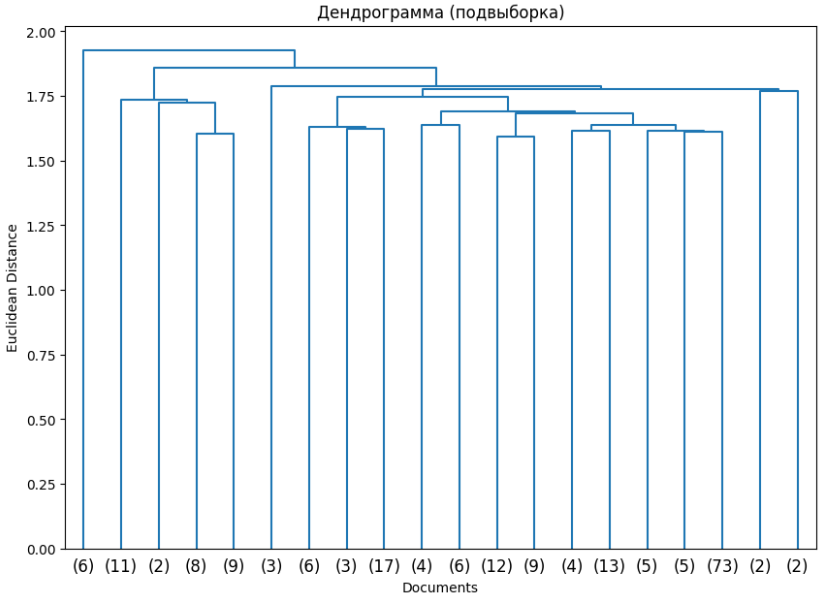 Дендрограмма (подвыборка)
2.00
1.75
1.50
1.25
1.00
0.75
0.50
0.25
0.00
Euclidean Distance
(6) (11) (2) (8) (9) (3) (6) (3) (17) (4) (6) (12) (9) (4) (13) (5) (5) (73) (2) (2)
Documents